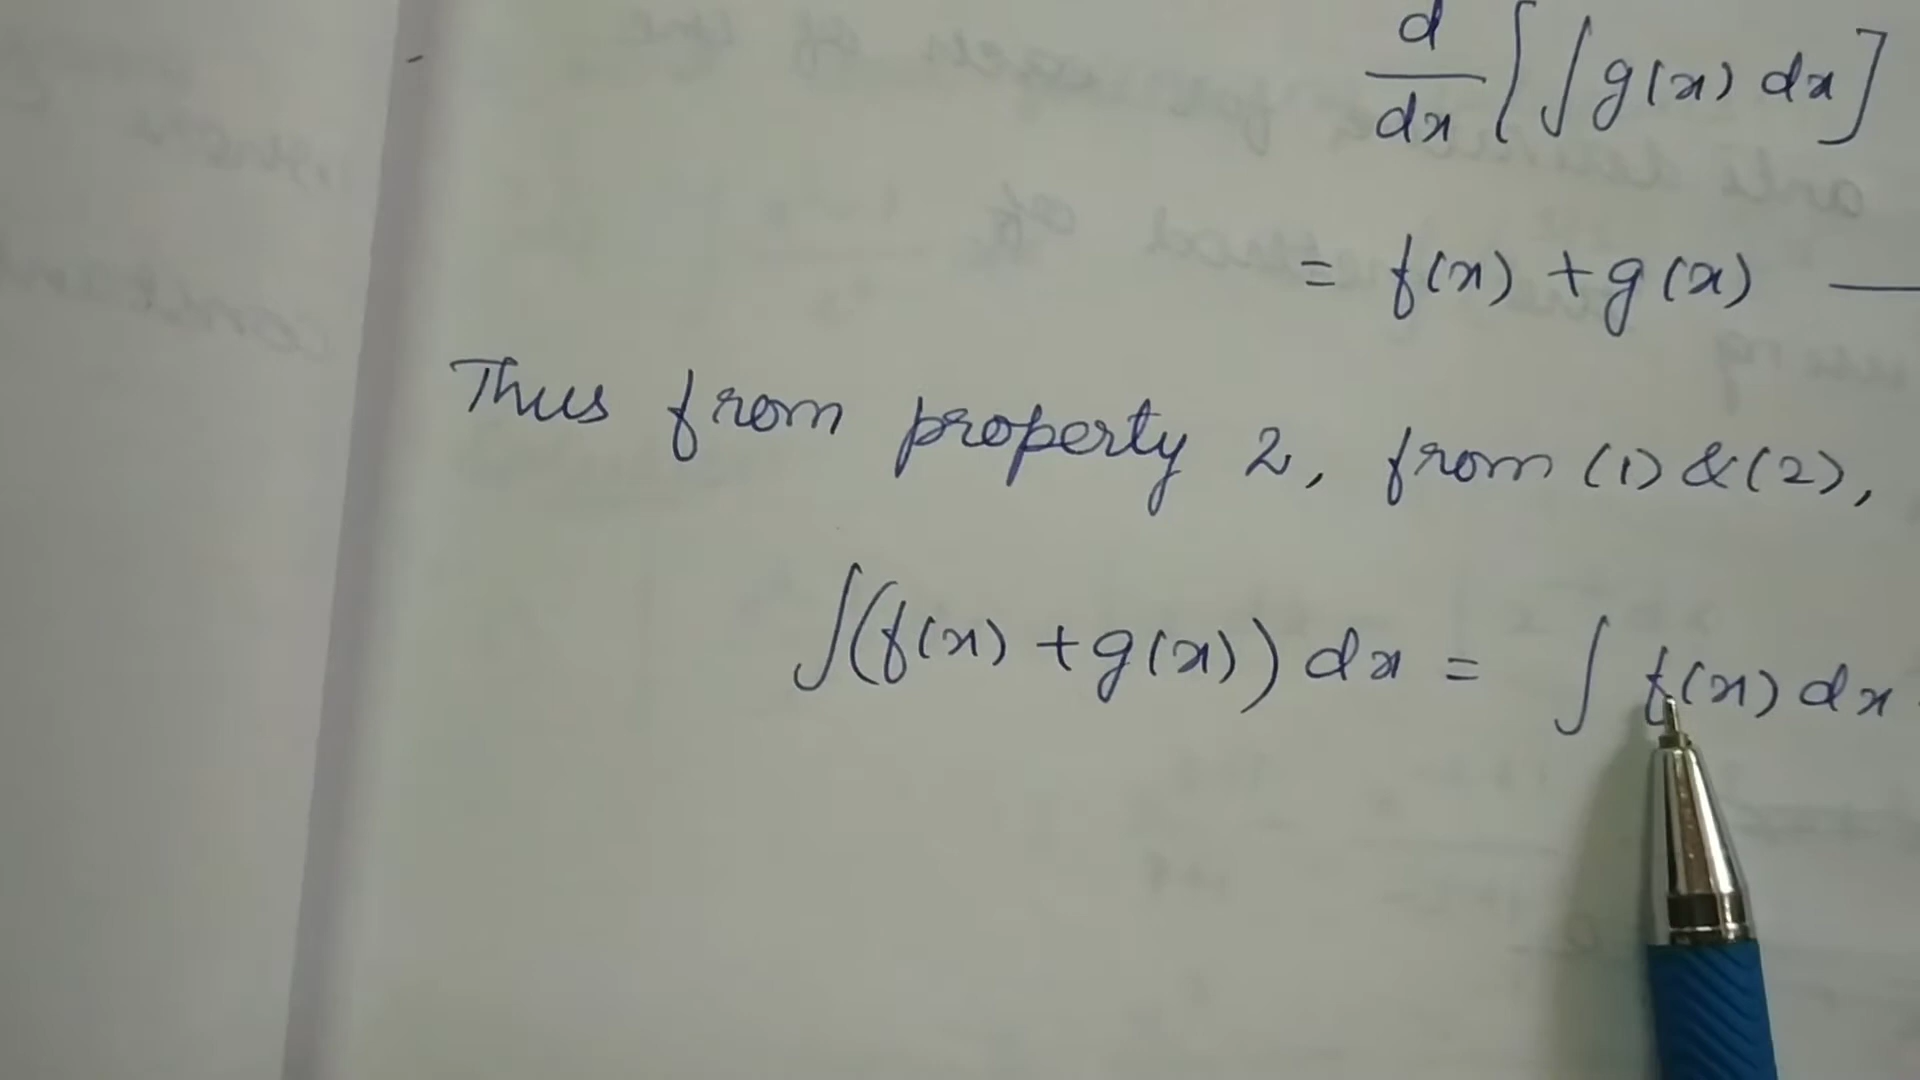 d/dx [∫ g(x) dx]
= f(x) + g(x) —
Thus from property 2, from (1) & (2),
∫(f(x) + g(x)) dx = ∫ f(x) dx